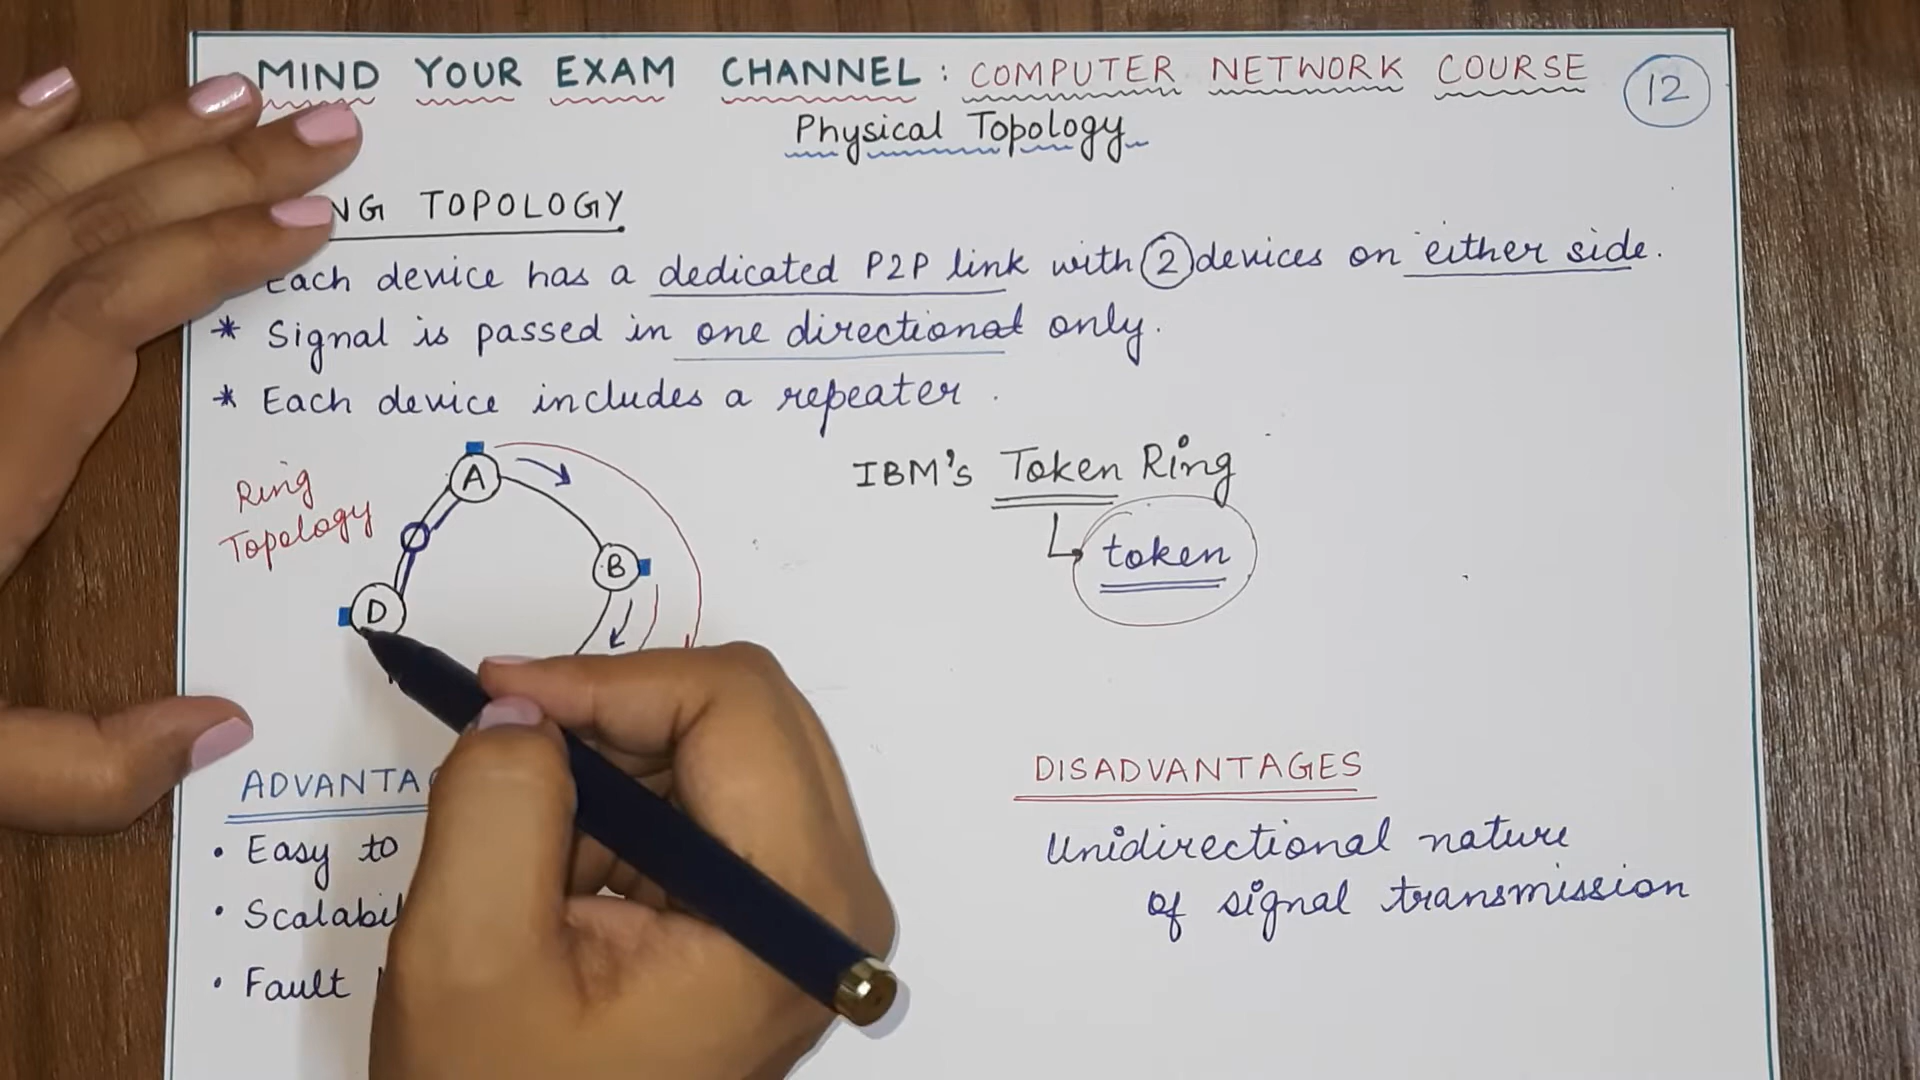 MIND YOUR EXAM CHANNEL : COMPUTER NETWORK COURSE
12
Physical Topology
NG TOPOLOGY
Each device has a dedicated P2P link with 2 devices on either side.
* Signal is passed in one directional only.
* Each device includes a repeater.
Ring
Topology
A
B
D
IBM's Token Ring
token
ADVANTA
• Easy to
• Scalabil
• Fault
DISADVANTAGES
Unidirectional nature
of signal transmission